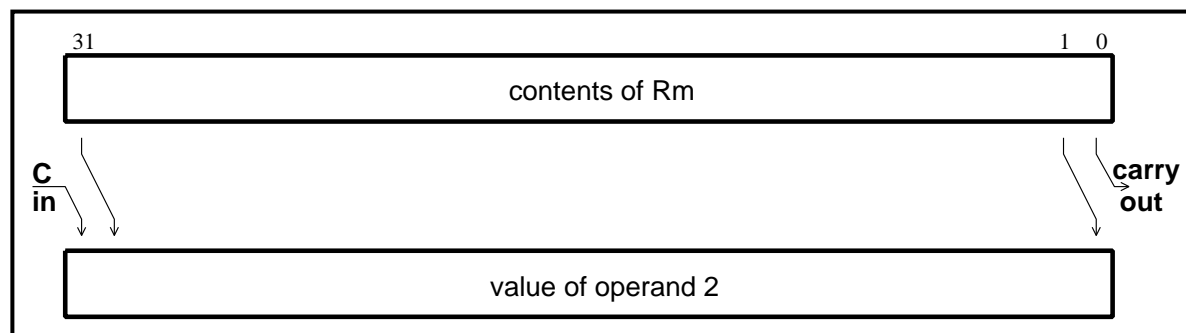 31 1 0
contents of Rm
C
in
carry
out
value of operand 2